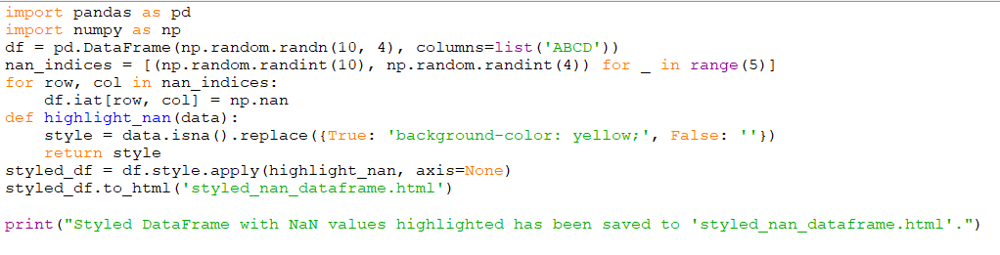 import pandas as pd
import numpy as np
df = pd.DataFrame(np.random.randn(10, 4), columns=list('ABCD'))
nan_indices = [(np.random.randint(10), np.random.randint(4)) for _ in range(5)]
for row, col in nan_indices:
    df.iat[row, col] = np.nan
def highlight_nan(data):
    style = data.isna().replace({True: 'background-color: yellow;', False: ''})
    return style
styled_df = df.style.apply(highlight_nan, axis=None)
styled_df.to_html('styled_nan_dataframe.html')

print("Styled DataFrame with NaN values highlighted has been saved to 'styled_nan_dataframe.html'.")